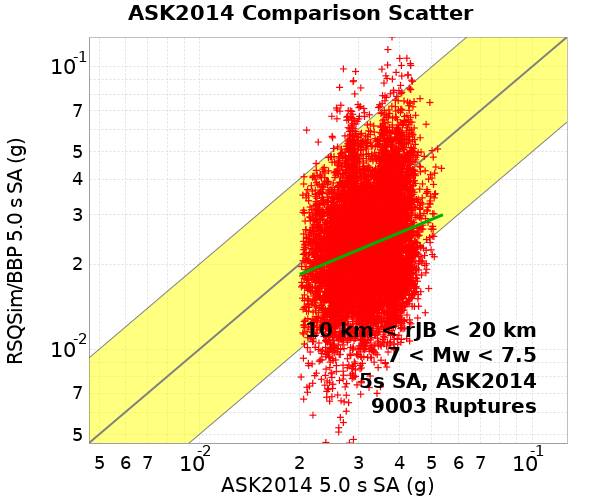 ASK2014 Comparison Scatter
RSQSim/BBP 5.0 s SA (g)
10⁻¹
7
5
4
3
2
10⁻²
7
5
10 km < rJB < 20 km
7 < Mw < 7.5
5s SA, ASK2014
9003 Ruptures
5 6 7 10⁻² 2 3 4 5 6 7 10⁻¹
ASK2014 5.0 s SA (g)